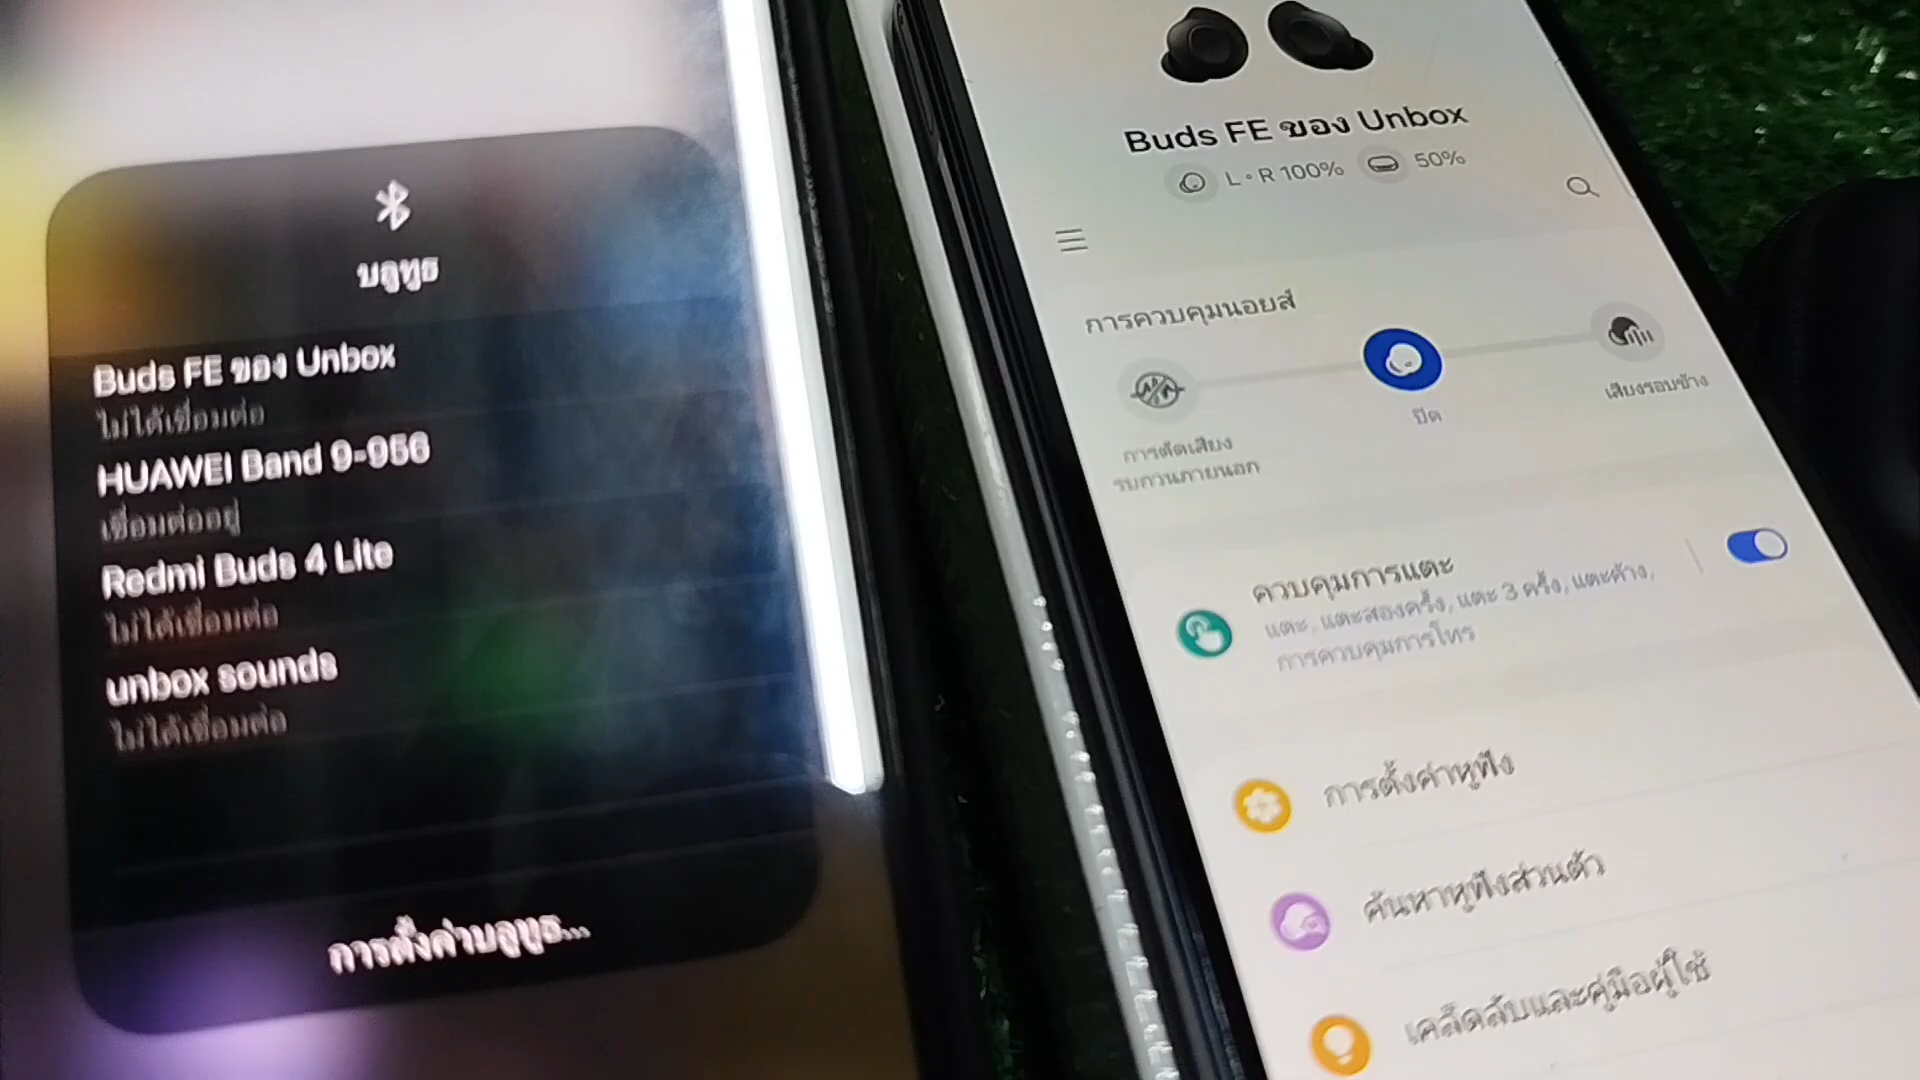 บลูทูธ
Buds FE ของ Unbox
ไม่ได้เชื่อมต่อ
HUAWEI Band 9-956
เชื่อมต่ออยู่
Redmi Buds 4 Lite
ไม่ได้เชื่อมต่อ
unbox sounds
ไม่ได้เชื่อมต่อ
การตั้งค่าบลูทูธ...
Buds FE ของ Unbox
L • R 100% 50%
การควบคุมนอยส์
การตัดเสียง
รบกวนภายนอก
ปิด
เสียงรอบข้าง
ควบคุมการแตะ
แตะ, แตะสองครั้ง, แตะ 3 ครั้ง, แตะค้าง,
การควบคุมการโทร
การตั้งค่าหูฟัง
ค้นหาหูฟังส่วนตัว
เคล็ดลับและคู่มือผู้ใช้